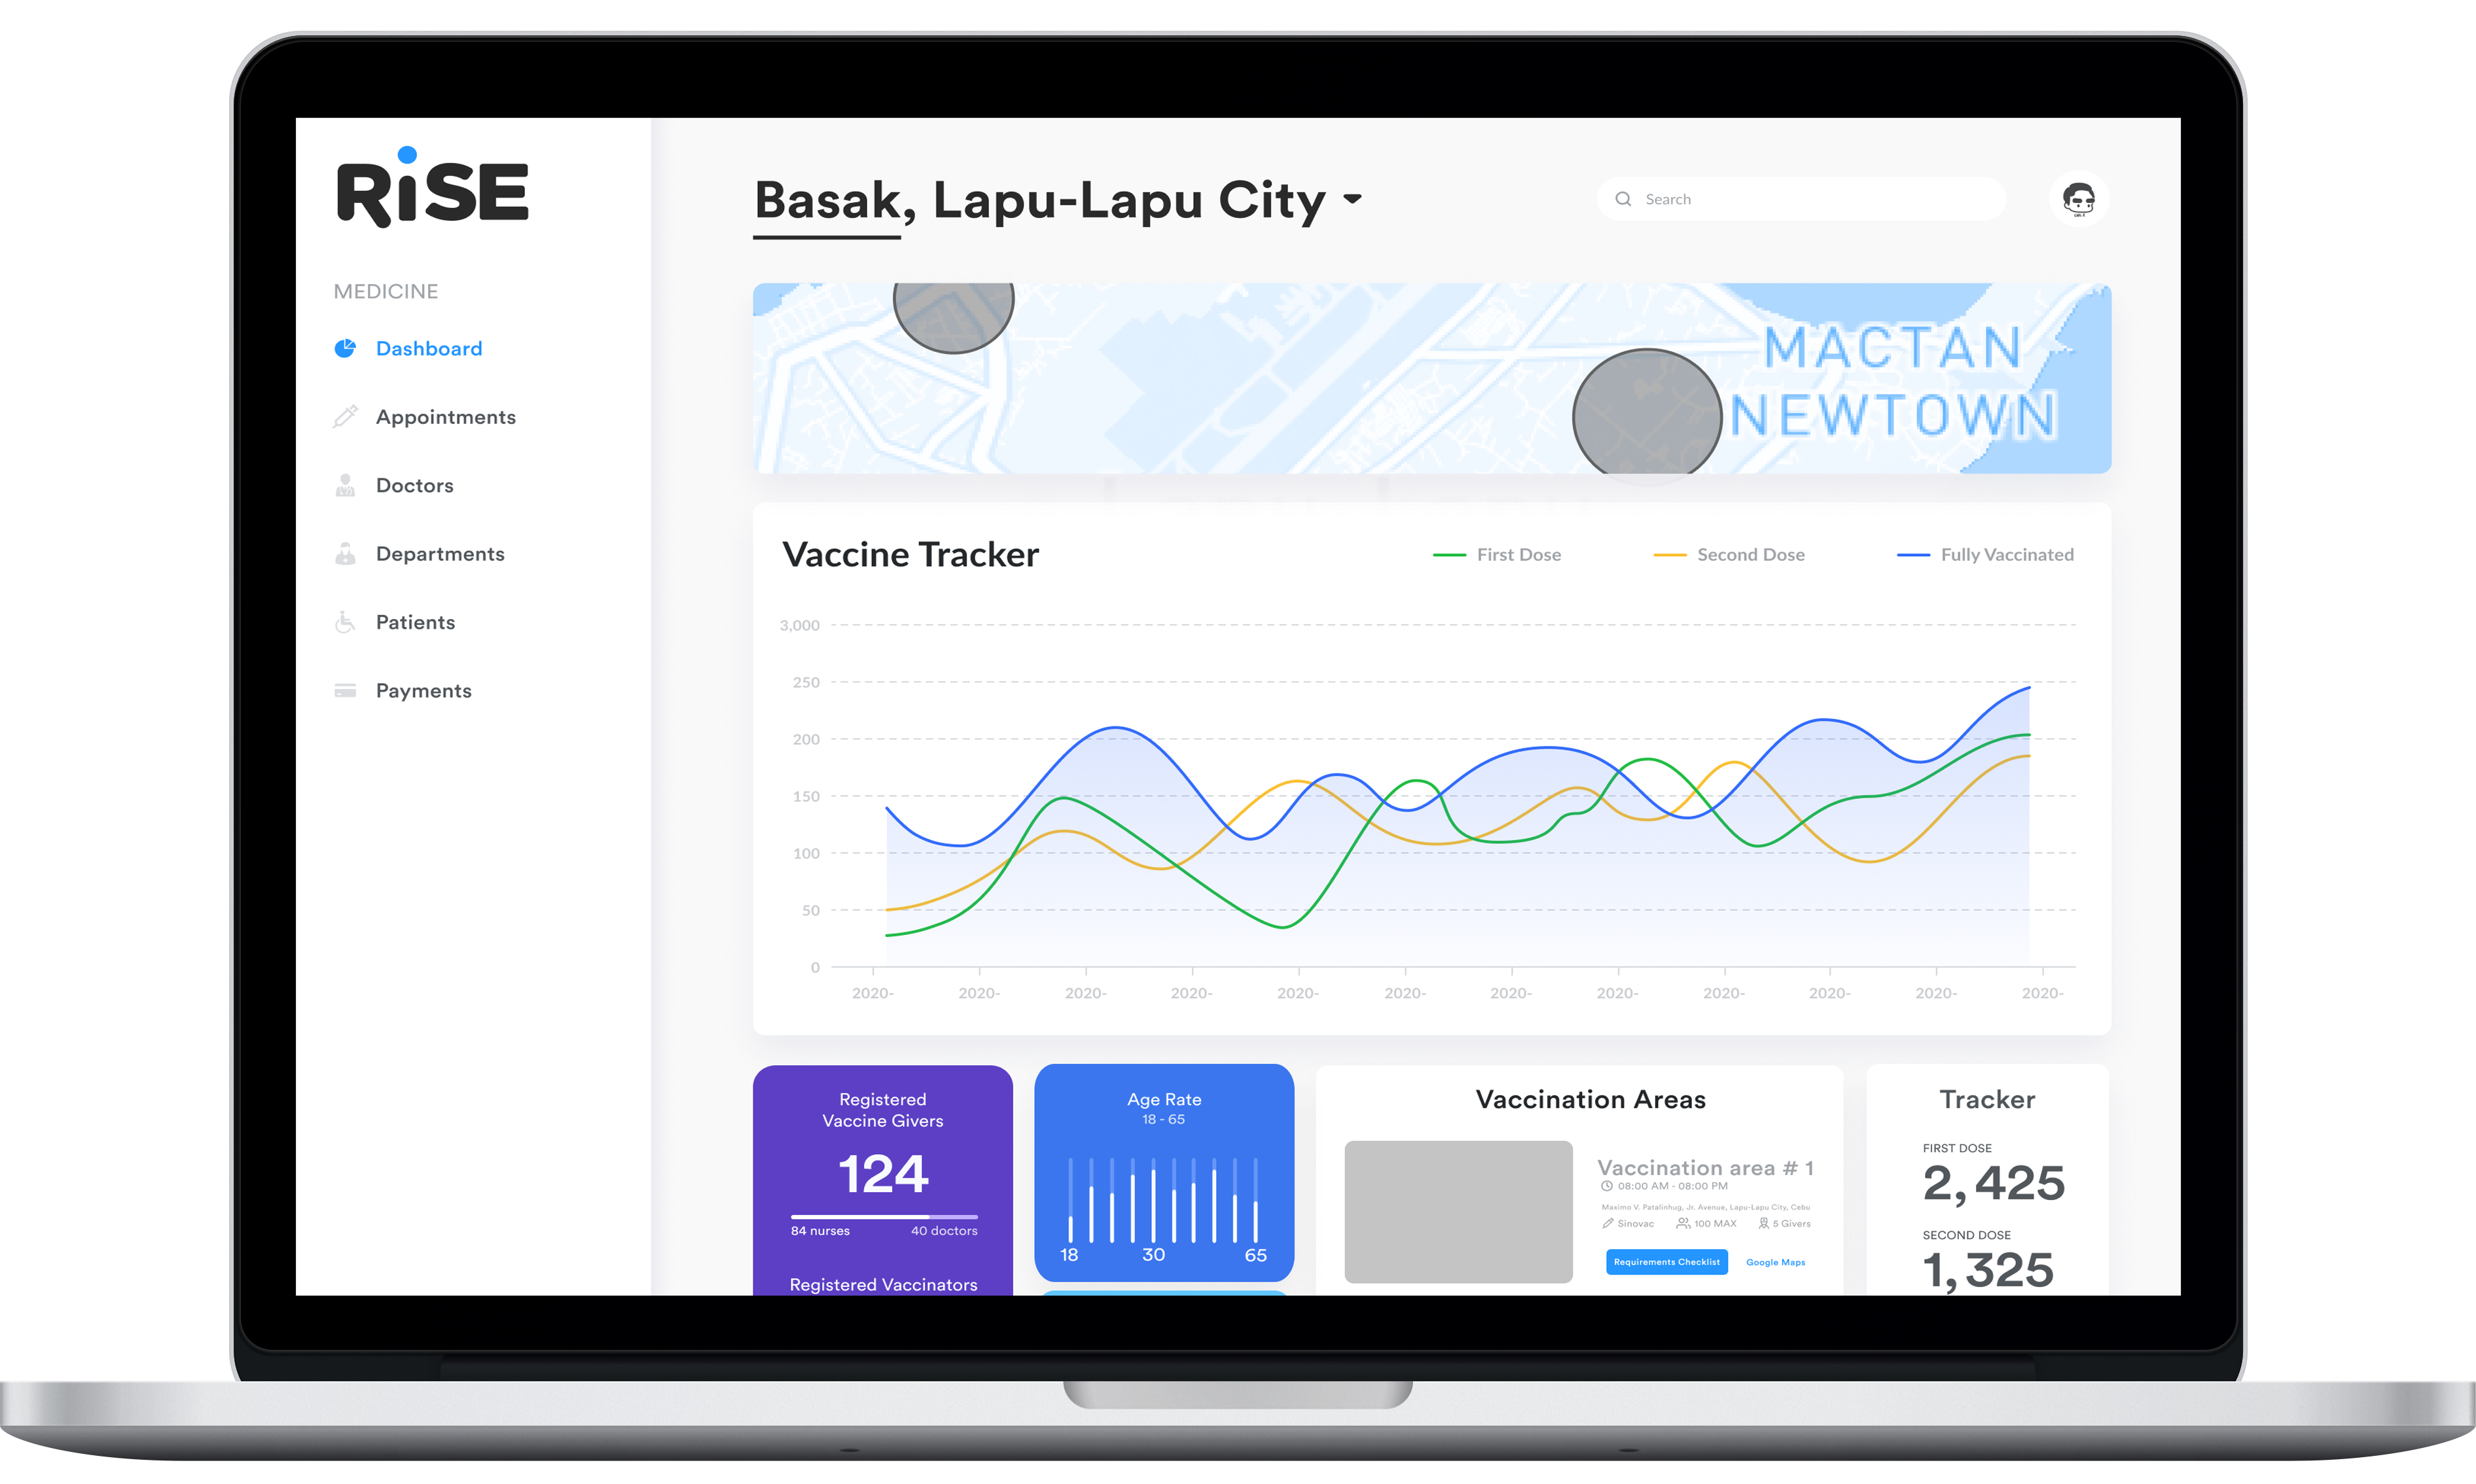 RiSE
MEDICINE
Dashboard
Appointments
Doctors
Departments
Patients
Payments
Basak, Lapu-Lapu City
Search
MACTAN
NEWTOWN
Vaccine Tracker
First Dose
Second Dose
Fully Vaccinated
3,000
250
200
150
100
50
0
2020- 2020- 2020- 2020- 2020- 2020- 2020- 2020- 2020- 2020- 2020- 2020-
Registered
Vaccine Givers
124
84 nurses 40 doctors
Registered Vaccinators
Age Rate
18 - 65
18 30 65
Vaccination Areas
Vaccination area # 1
08:00 AM - 08:00 PM
Maximo V. Patalinhug, Jr. Avenue, Lapu-Lapu City, Cebu
Sinovac 100 MAX 5 Givers
Requirements Checklist Google Maps
Tracker
FIRST DOSE
2,425
SECOND DOSE
1,325